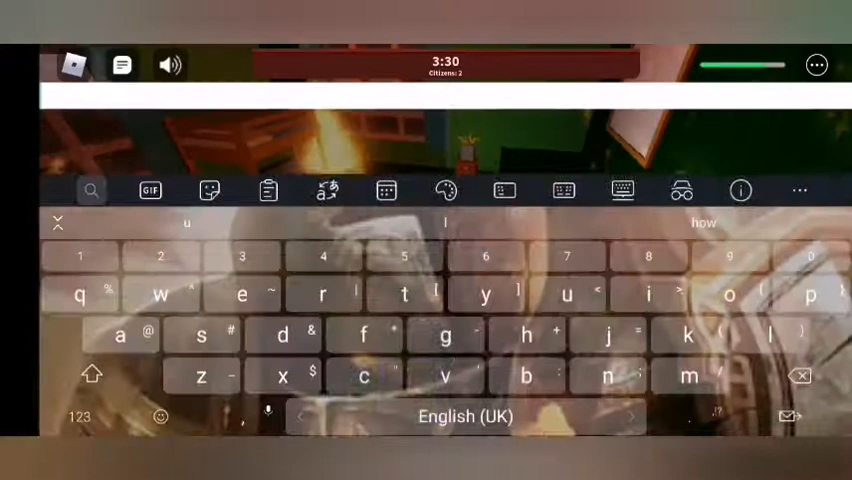 3:30
Citizens: 2
GIF
u
I
how
1 2 3 4 5 6 7 8 9 0
q % w ^ e ~ r | t [ y ] u < i > o { p }
a @ s # d & f * g - h + j = k ( l )
z _ x $ c " v ' b : n ; m /
123 , English (UK) . !?